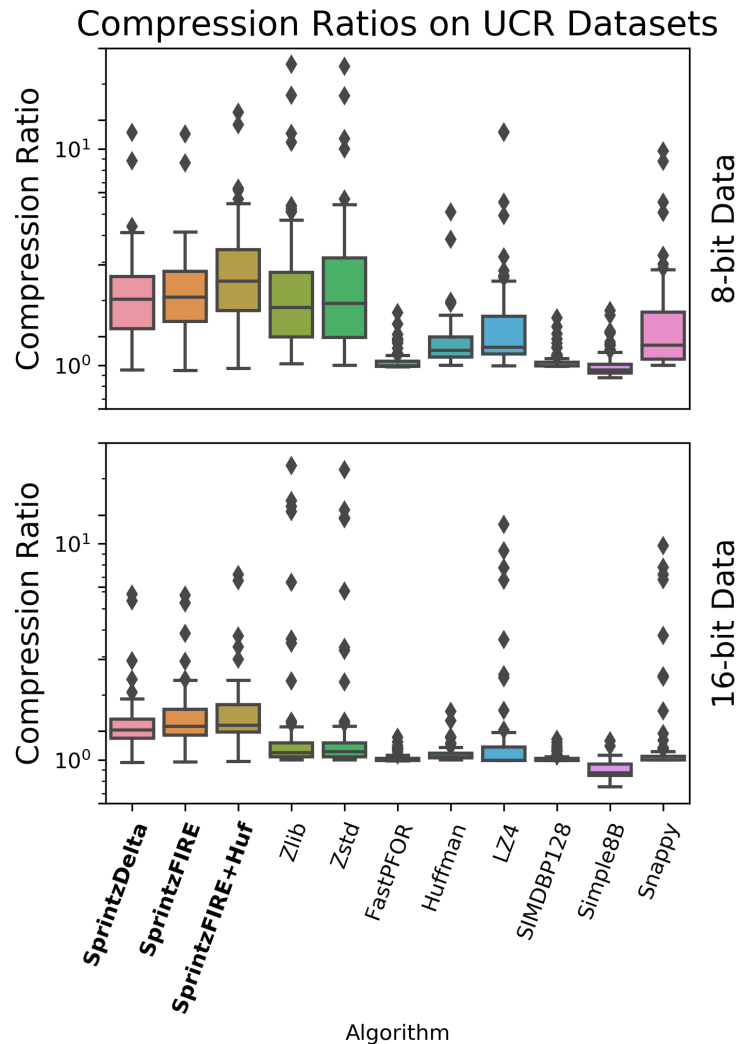 Compression Ratios on UCR Datasets
Compression Ratio
10¹
10⁰
8-bit Data
Compression Ratio
10¹
10⁰
16-bit Data
SprintzDelta
SprintzFIRE
SprintzFIRE+Huf
Zlib
Zstd
FastPFOR
Huffman
LZ4
SIMDBP128
Simple8B
Snappy
Algorithm